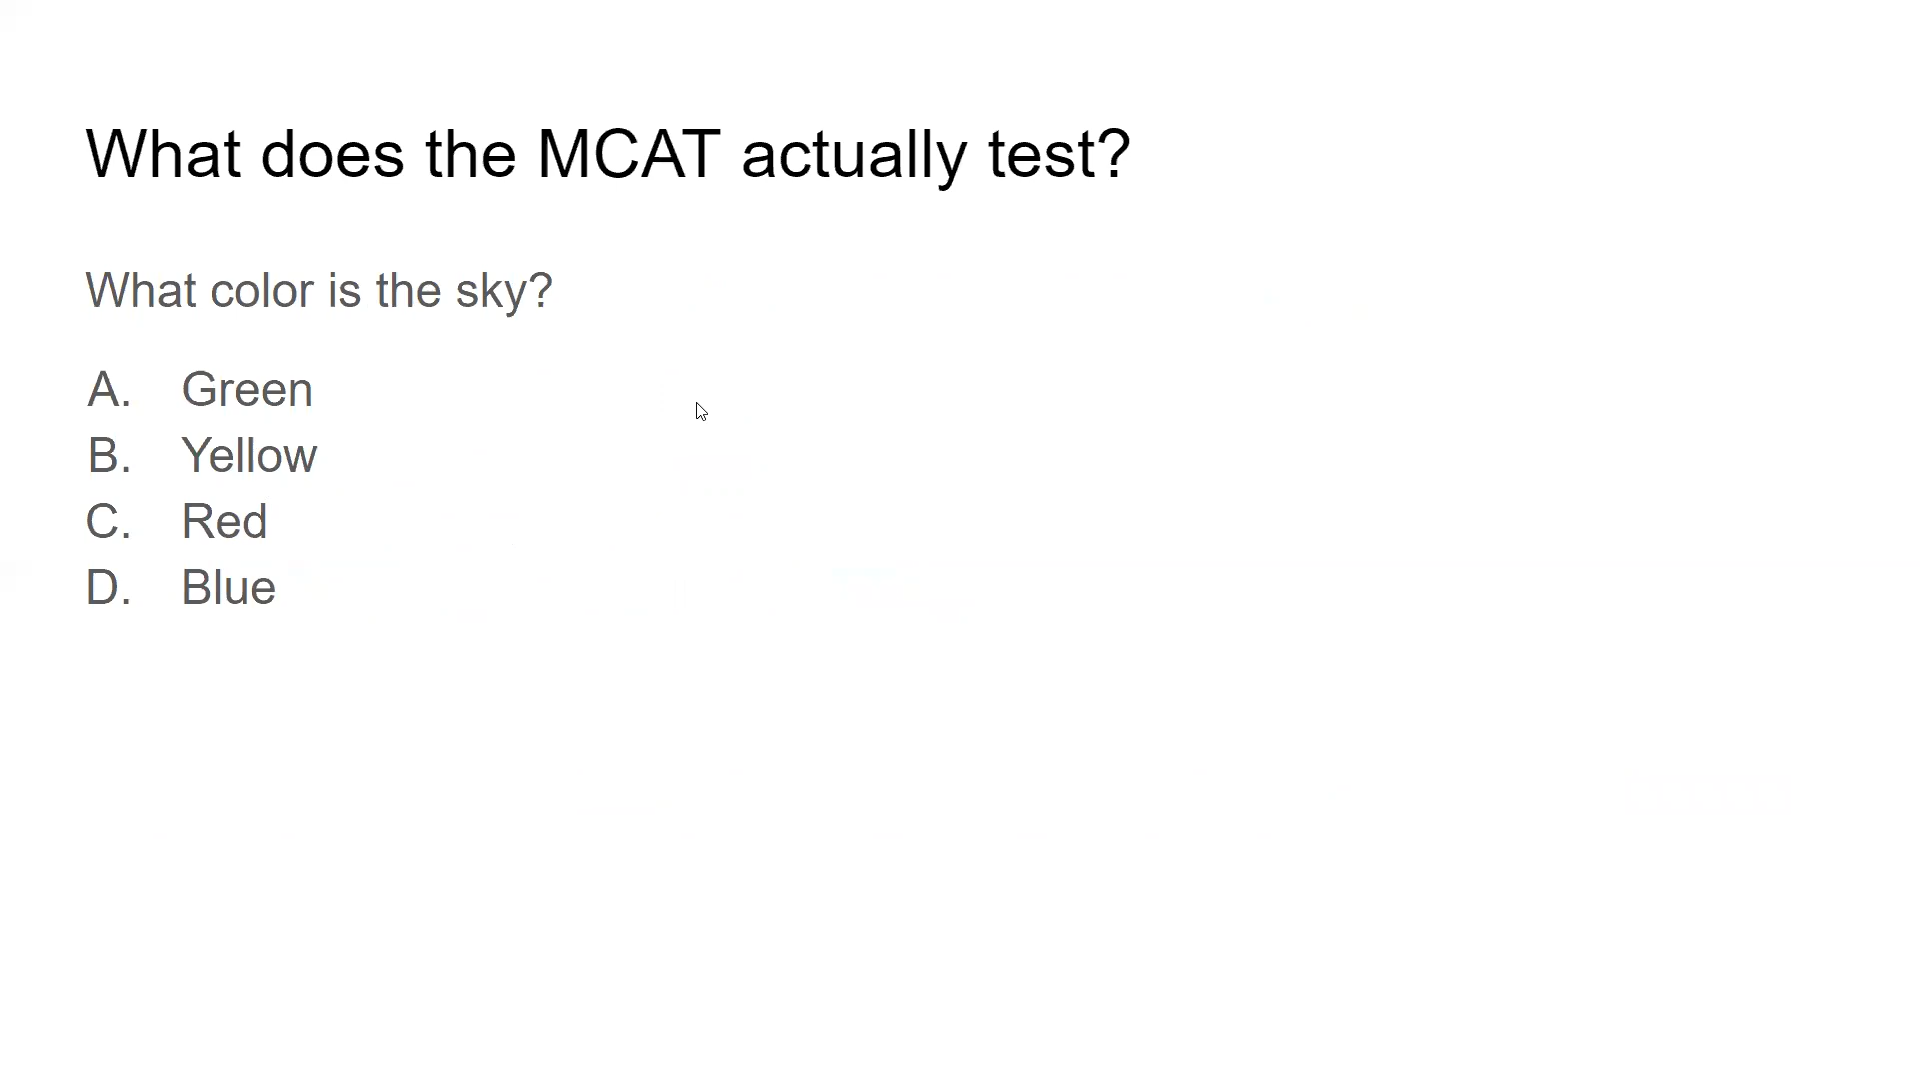 What does the MCAT actually test?
What color is the sky?
A. Green
B. Yellow
C. Red
D. Blue